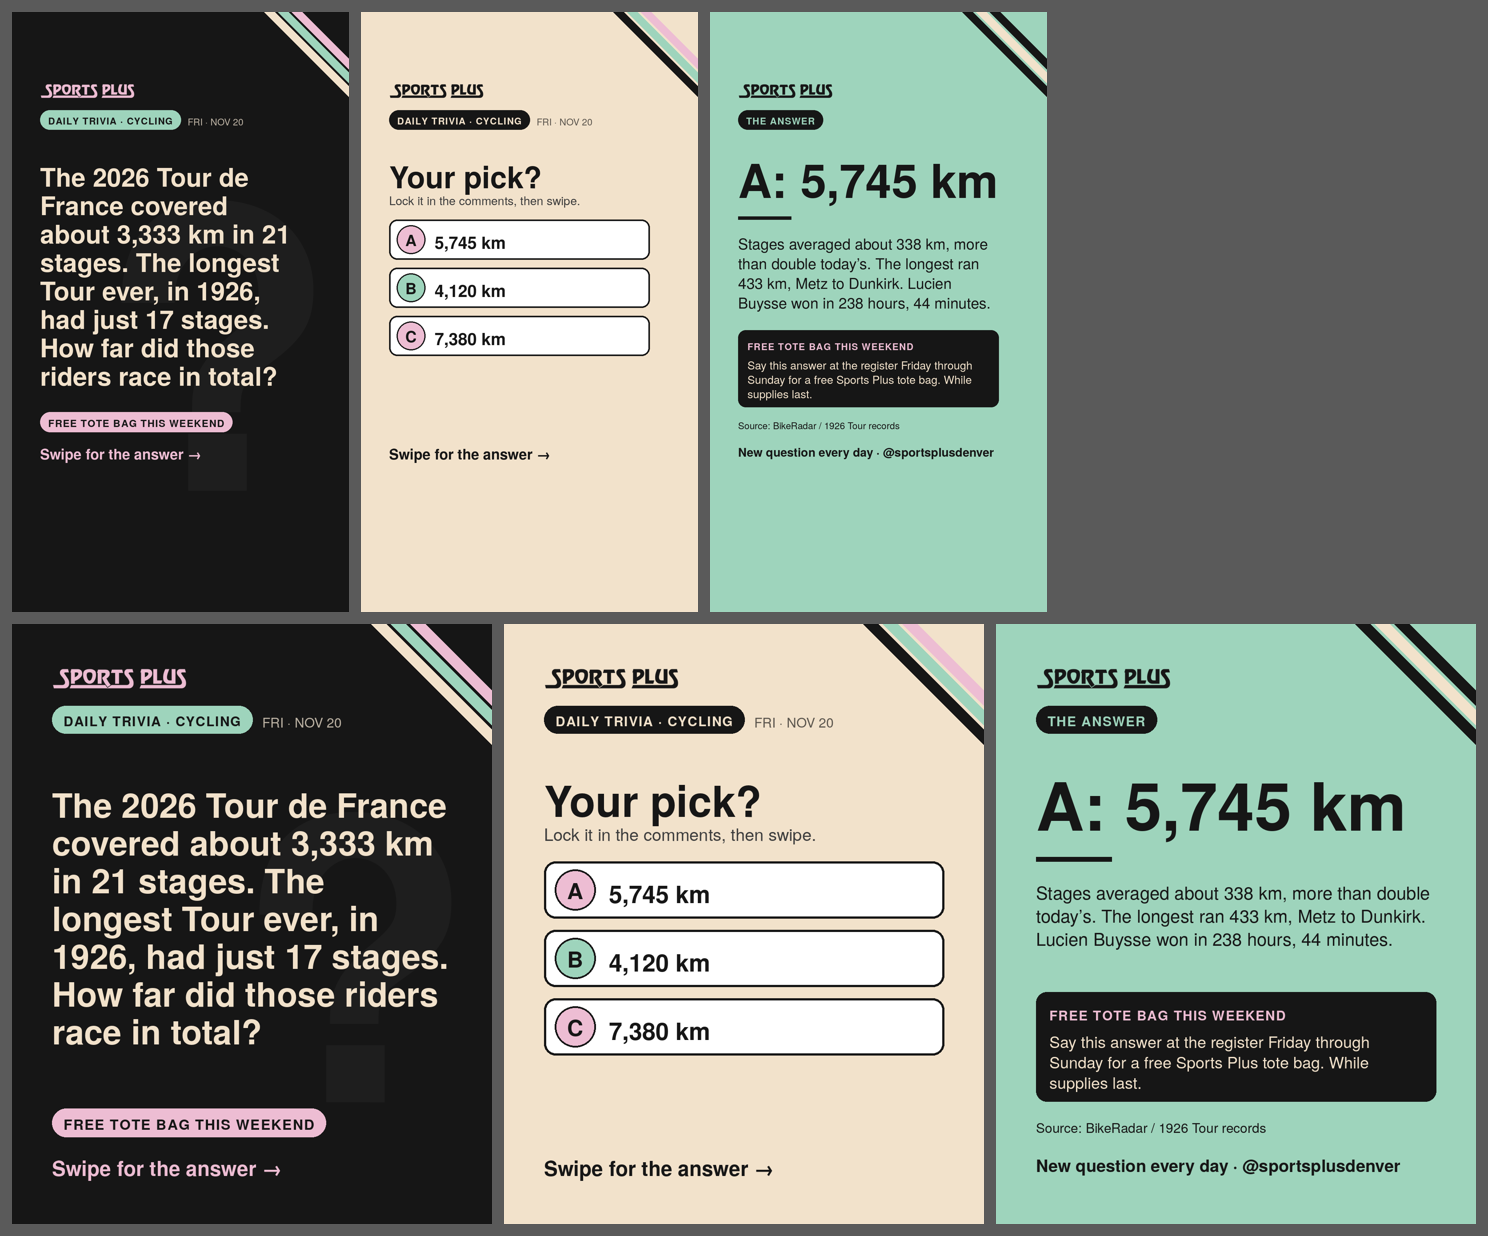 SPORTS PLUS
DAILY TRIVIA · CYCLING FRI · NOV 20
The 2026 Tour de
France covered
about 3,333 km in 21
stages. The longest
Tour ever, in 1926,
had just 17 stages.
How far did those
riders race in total?
FREE TOTE BAG THIS WEEKEND
Swipe for the answer →
SPORTS PLUS
DAILY TRIVIA · CYCLING FRI · NOV 20
Your pick?
Lock it in the comments, then swipe.
A 5,745 km
B 4,120 km
C 7,380 km
Swipe for the answer →
SPORTS PLUS
THE ANSWER
A: 5,745 km
Stages averaged about 338 km, more
than double today's. The longest ran
433 km, Metz to Dunkirk. Lucien
Buysse won in 238 hours, 44 minutes.
FREE TOTE BAG THIS WEEKEND
Say this answer at the register Friday through
Sunday for a free Sports Plus tote bag. While
supplies last.
Source: BikeRadar / 1926 Tour records
New question every day · @sportsplusdenver
SPORTS PLUS
DAILY TRIVIA · CYCLING FRI · NOV 20
The 2026 Tour de France
covered about 3,333 km
in 21 stages. The
longest Tour ever, in
1926, had just 17 stages.
How far did those riders
race in total?
FREE TOTE BAG THIS WEEKEND
Swipe for the answer →
SPORTS PLUS
DAILY TRIVIA · CYCLING FRI · NOV 20
Your pick?
Lock it in the comments, then swipe.
A 5,745 km
B 4,120 km
C 7,380 km
Swipe for the answer →
SPORTS PLUS
THE ANSWER
A: 5,745 km
Stages averaged about 338 km, more than double
today's. The longest ran 433 km, Metz to Dunkirk.
Lucien Buysse won in 238 hours, 44 minutes.
FREE TOTE BAG THIS WEEKEND
Say this answer at the register Friday through
Sunday for a free Sports Plus tote bag. While
supplies last.
Source: BikeRadar / 1926 Tour records
New question every day · @sportsplusdenver